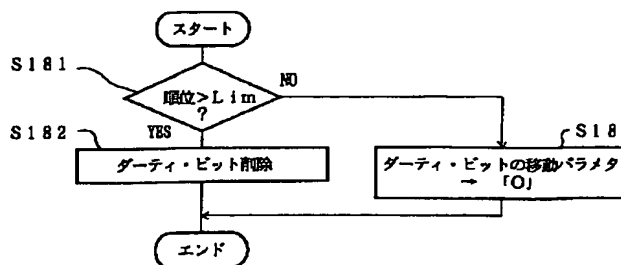 スタート
S181
順位>Lim
?
NO
YES
S182
ダーティ・ビット削除
S18
ダーティ・ビットの移動パラメタ
→ 「0」
エンド